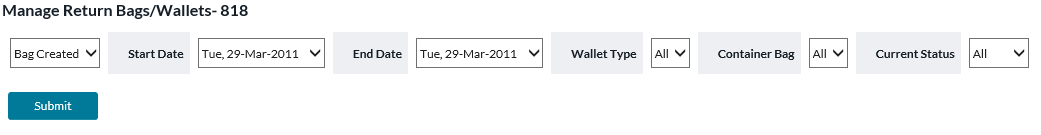 Manage Return Bags/Wallets- 818
Bag Created Start Date Tue, 29-Mar-2011 End Date Tue, 29-Mar-2011 Wallet Type All Container Bag All Current Status All
Submit